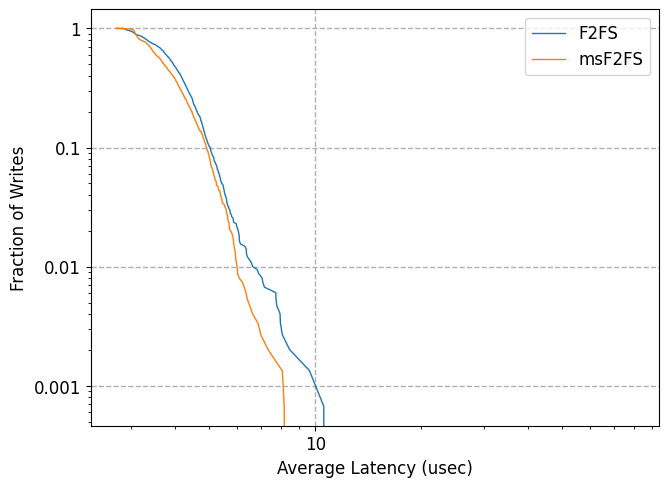 F2FS
msF2FS
1
0.1
0.01
0.001
Fraction of Writes
10
Average Latency (usec)